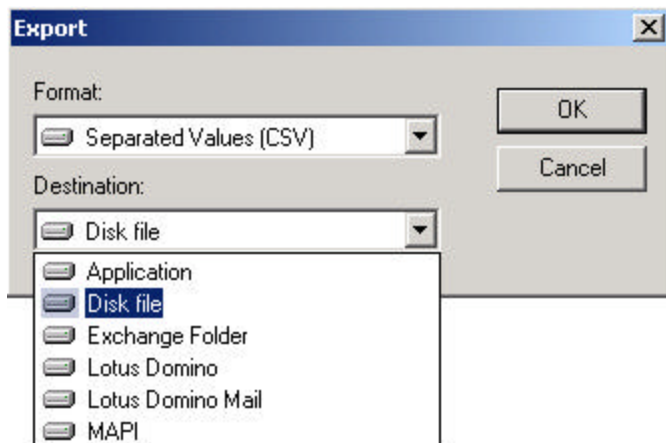 Export
Format:
OK
Separated Values (CSV)
Cancel
Destination:
Disk file
Application
Disk file
Exchange Folder
Lotus Domino
Lotus Domino Mail
MAPI